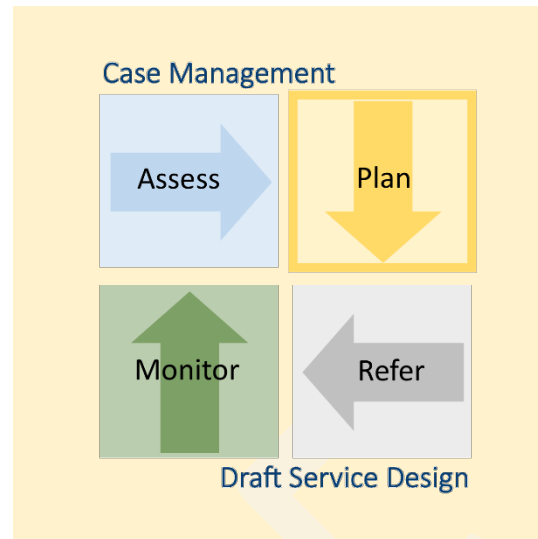 Case Management
Assess
Plan
Monitor
Refer
Draft Service Design